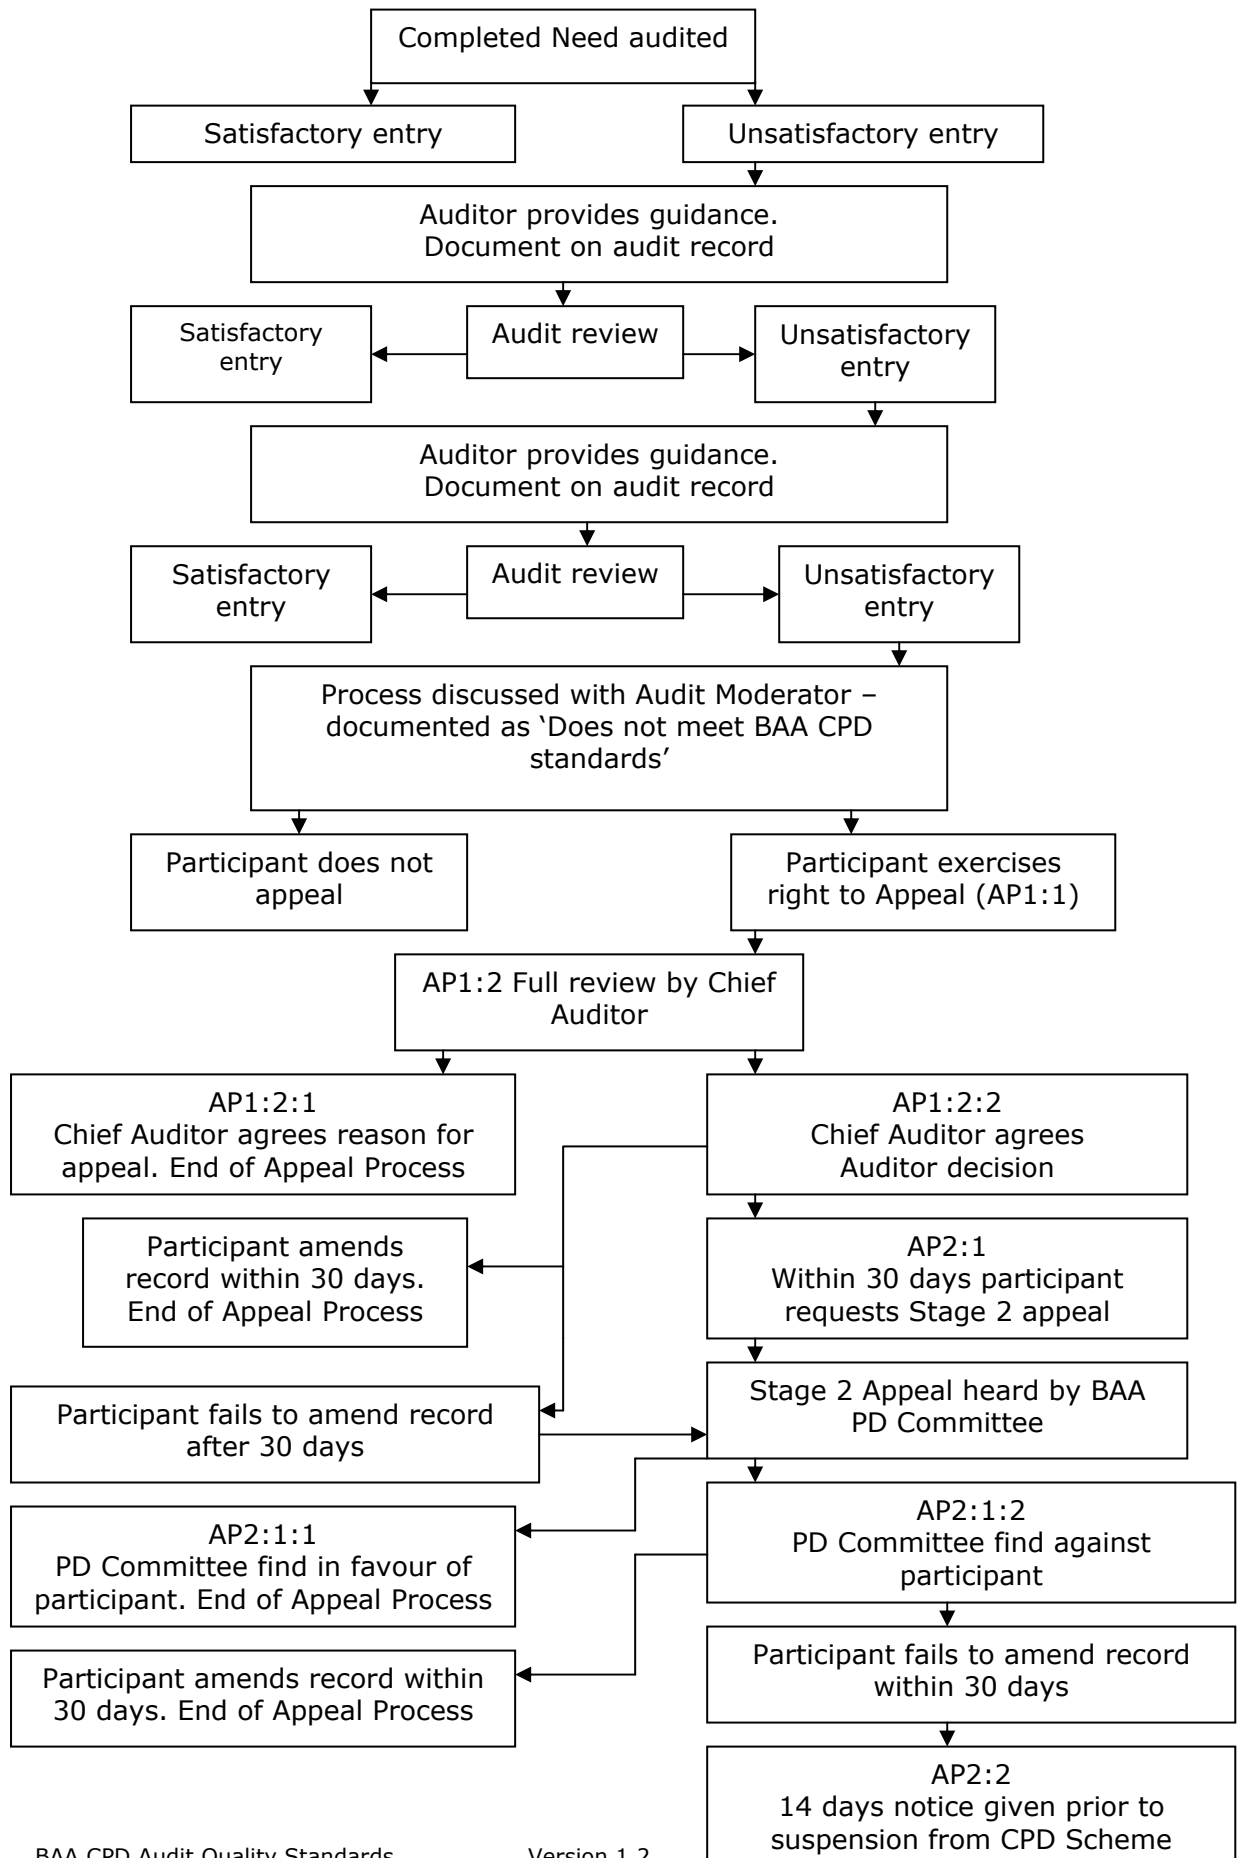 Completed Need audited
Satisfactory entry
Unsatisfactory entry
Auditor provides guidance.
Document on audit record
Satisfactory
entry
Audit review
Unsatisfactory
entry
Auditor provides guidance.
Document on audit record
Satisfactory
entry
Audit review
Unsatisfactory
entry
Process discussed with Audit Moderator –
documented as ‘Does not meet BAA CPD
standards’
Participant does not
appeal
Participant exercises
right to Appeal (AP1:1)
AP1:2 Full review by Chief
Auditor
AP1:2:1
Chief Auditor agrees reason for
appeal. End of Appeal Process
AP1:2:2
Chief Auditor agrees
Auditor decision
Participant amends
record within 30 days.
End of Appeal Process
AP2:1
Within 30 days participant
requests Stage 2 appeal
Participant fails to amend record
after 30 days
Stage 2 Appeal heard by BAA
PD Committee
AP2:1:1
PD Committee find in favour of
participant. End of Appeal Process
AP2:1:2
PD Committee find against
participant
Participant amends record within
30 days. End of Appeal Process
Participant fails to amend record
within 30 days
AP2:2
14 days notice given prior to
suspension from CPD Scheme
BAA CPD Audit Quality Standards Version 1.2